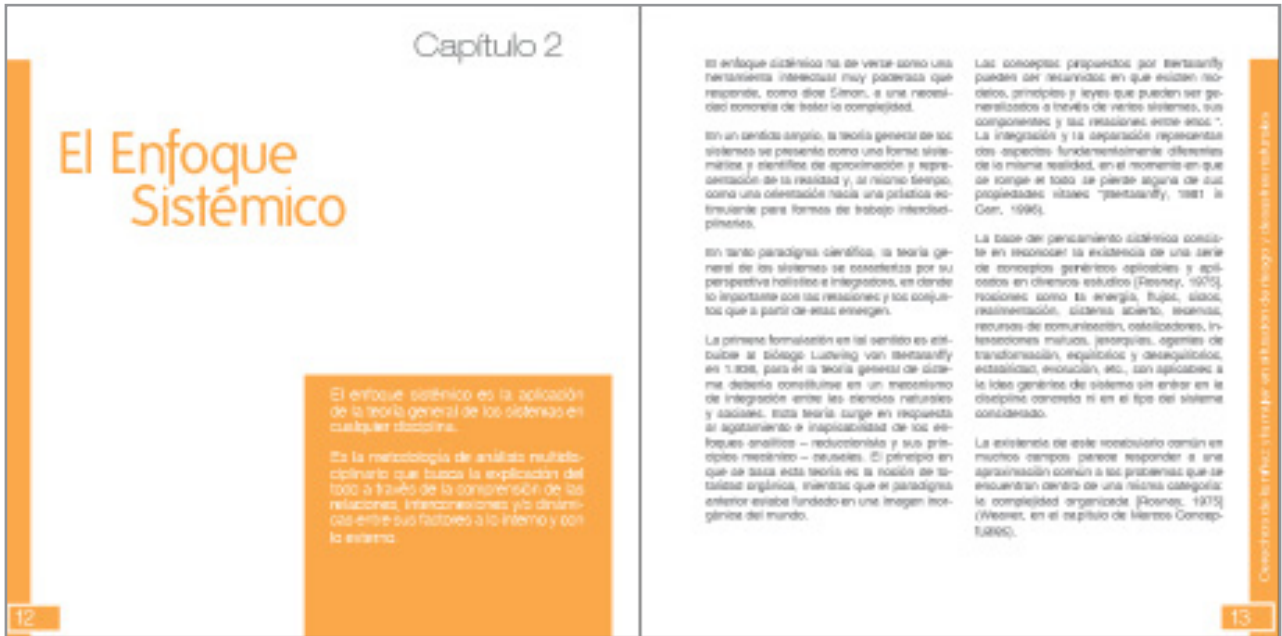 Capítulo 2
El Enfoque
Sistémico
El enfoque sistémico es la aplicación
de la teoría general de los sistemas en
cualquier disciplina.
Es la metodología de análisis multidis-
ciplinario que busca la explicación del
todo a través de la comprensión de las
relaciones, interconexiones y/o dinámi-
cas entre sus factores a lo interno y con
lo externo.
12
El enfoque sistémico ha de verse como una
herramienta intelectual muy poderosa que
responde, como dice Simon, a una necesi-
dad concreta de tratar la complejidad.
En un sentido amplio, la teoría general de los
sistemas se presenta como una forma siste-
mática y científica de aproximación y repre-
sentación de la realidad y, al mismo tiempo,
como una orientación hacia una práctica es-
timulante para formas de trabajo interdisci-
plinarias.
En tanto paradigma científico, la teoría ge-
neral de los sistemas se caracteriza por su
perspectiva holística e integradora, en donde
lo importante son las relaciones y los conjun-
tos que a partir de ellas emergen.
La primera formulación en tal sentido es atri-
buible al biólogo Ludwing von Bertalanffy
en 1.938, para él la teoría general de siste-
ma debería constituirse en un mecanismo
de integración entre las ciencias naturales
y sociales. Esta teoría surge en respuesta
al agotamiento e inaplicabilidad de los en-
foques analítico – reduccionista y sus prin-
cipios mecánico – causales. El principio en
que se basa esta teoría es la noción de to-
talidad orgánica, mientras que el paradigma
anterior estaba fundado en una imagen inor-
gánica del mundo.
Los conceptos propuestos por Bertalanffy
pueden ser resumidos en que existen mo-
delos, principios y leyes que pueden ser ge-
neralizados a través de varios sistemas, sus
componentes y las relaciones entre ellos ".
La integración y la separación representan
dos aspectos fundamentalmente diferentes
de la misma realidad, en el momento en que
se rompe el todo se pierde alguna de sus
propiedades vitales "(Bertalanffy, 1981 in
1996).
La base del pensamiento sistémico consis-
te en reconocer la existencia de una serie
de conceptos genéricos aplicables y apli-
cados en diversos estudios [Rosnay, 1975].
Nociones como la energía, flujos, ciclos,
realimentación, sistema abierto, reservas,
recursos de comunicación, catalizadores, in-
teracciones mutuas, jerarquías, agentes de
transformación, equilibrios y desequilibrios,
estabilidad, evolución, etc., son aplicables a
la idea genérica de sistema sin entrar en la
disciplina concreta ni en el tipo del sistema
considerado.
La existencia de este vocabulario común en
muchos campos parece responder a una
aproximación común a los problemas que se
encuentran dentro de una misma categoría:
la complejidad organizada [Rosnay, 1975]
(Weaver, en el capítulo de Marcos Concep-
tuales).
Derechos de la niñez y la mujer en situación de riesgo y desastres naturales
13